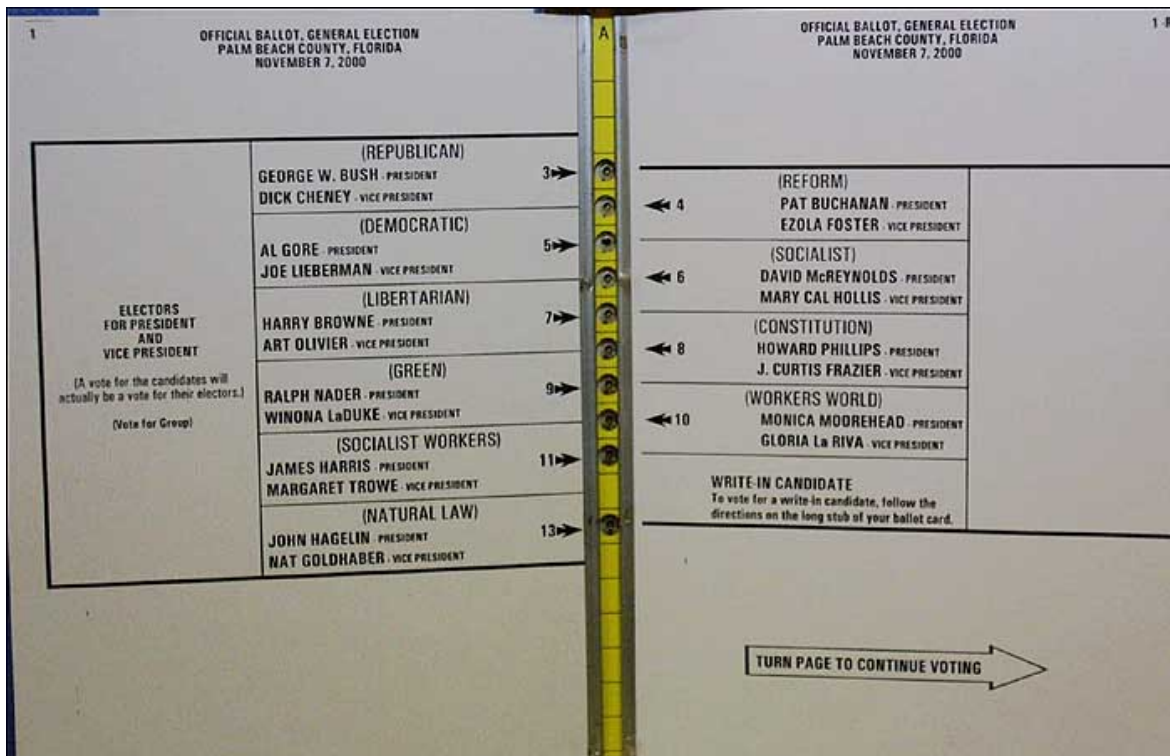 1
OFFICIAL BALLOT, GENERAL ELECTION
PALM BEACH COUNTY, FLORIDA
NOVEMBER 7, 2000
ELECTORS
FOR PRESIDENT
AND
VICE PRESIDENT
(A vote for the candidates will
actually be a vote for their electors.)
(Vote for Group)
(REPUBLICAN)
GEORGE W. BUSH - PRESIDENT
DICK CHENEY - VICE PRESIDENT
3
(DEMOCRATIC)
AL GORE - PRESIDENT
JOE LIEBERMAN - VICE PRESIDENT
5
(LIBERTARIAN)
HARRY BROWNE - PRESIDENT
ART OLIVIER - VICE PRESIDENT
7
(GREEN)
RALPH NADER - PRESIDENT
WINONA LaDUKE - VICE PRESIDENT
9
(SOCIALIST WORKERS)
JAMES HARRIS - PRESIDENT
MARGARET TROWE - VICE PRESIDENT
11
(NATURAL LAW)
JOHN HAGELIN - PRESIDENT
NAT GOLDHABER - VICE PRESIDENT
13
A
OFFICIAL BALLOT, GENERAL ELECTION
PALM BEACH COUNTY, FLORIDA
NOVEMBER 7, 2000
(REFORM)
4 PAT BUCHANAN - PRESIDENT
EZOLA FOSTER - VICE PRESIDENT
(SOCIALIST)
6 DAVID McREYNOLDS - PRESIDENT
MARY CAL HOLLIS - VICE PRESIDENT
(CONSTITUTION)
8 HOWARD PHILLIPS - PRESIDENT
J. CURTIS FRAZIER - VICE PRESIDENT
(WORKERS WORLD)
10 MONICA MOOREHEAD - PRESIDENT
GLORIA La RIVA - VICE PRESIDENT
WRITE-IN CANDIDATE
To vote for a write-in candidate, follow the
directions on the long stub of your ballot card.
TURN PAGE TO CONTINUE VOTING